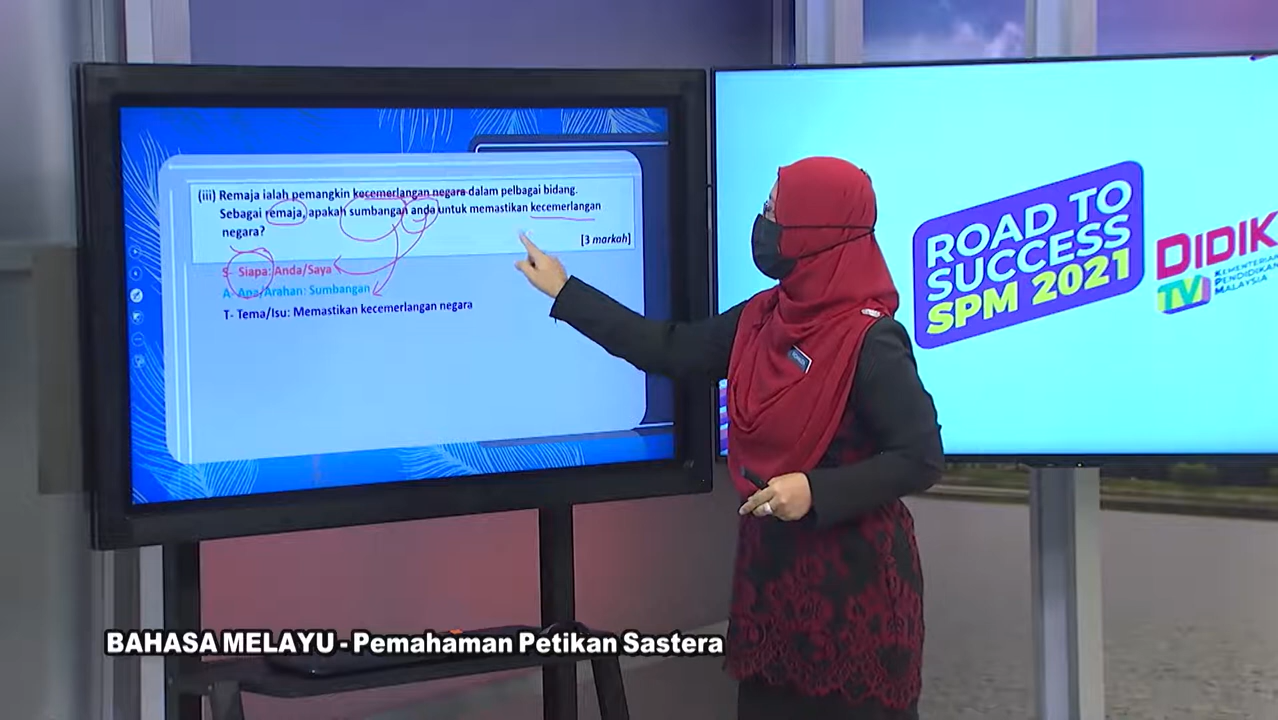 (iii) Remaja ialah pemangkin kecemerlangan negara dalam pelbagai bidang.
Sebagai remaja, apakah sumbangan anda untuk memastikan kecemerlangan
negara?
[3 markah]
S- Siapa: Anda/Saya
A- Apa/Arahan: Sumbangan
T- Tema/Isu: Memastikan kecemerlangan negara
ROAD TO
SUCCESS
SPM 2021
DIDIK
TV
KEMENTERIAN
PENDIDIKAN
MALAYSIA
BAHASA MELAYU - Pemahaman Petikan Sastera